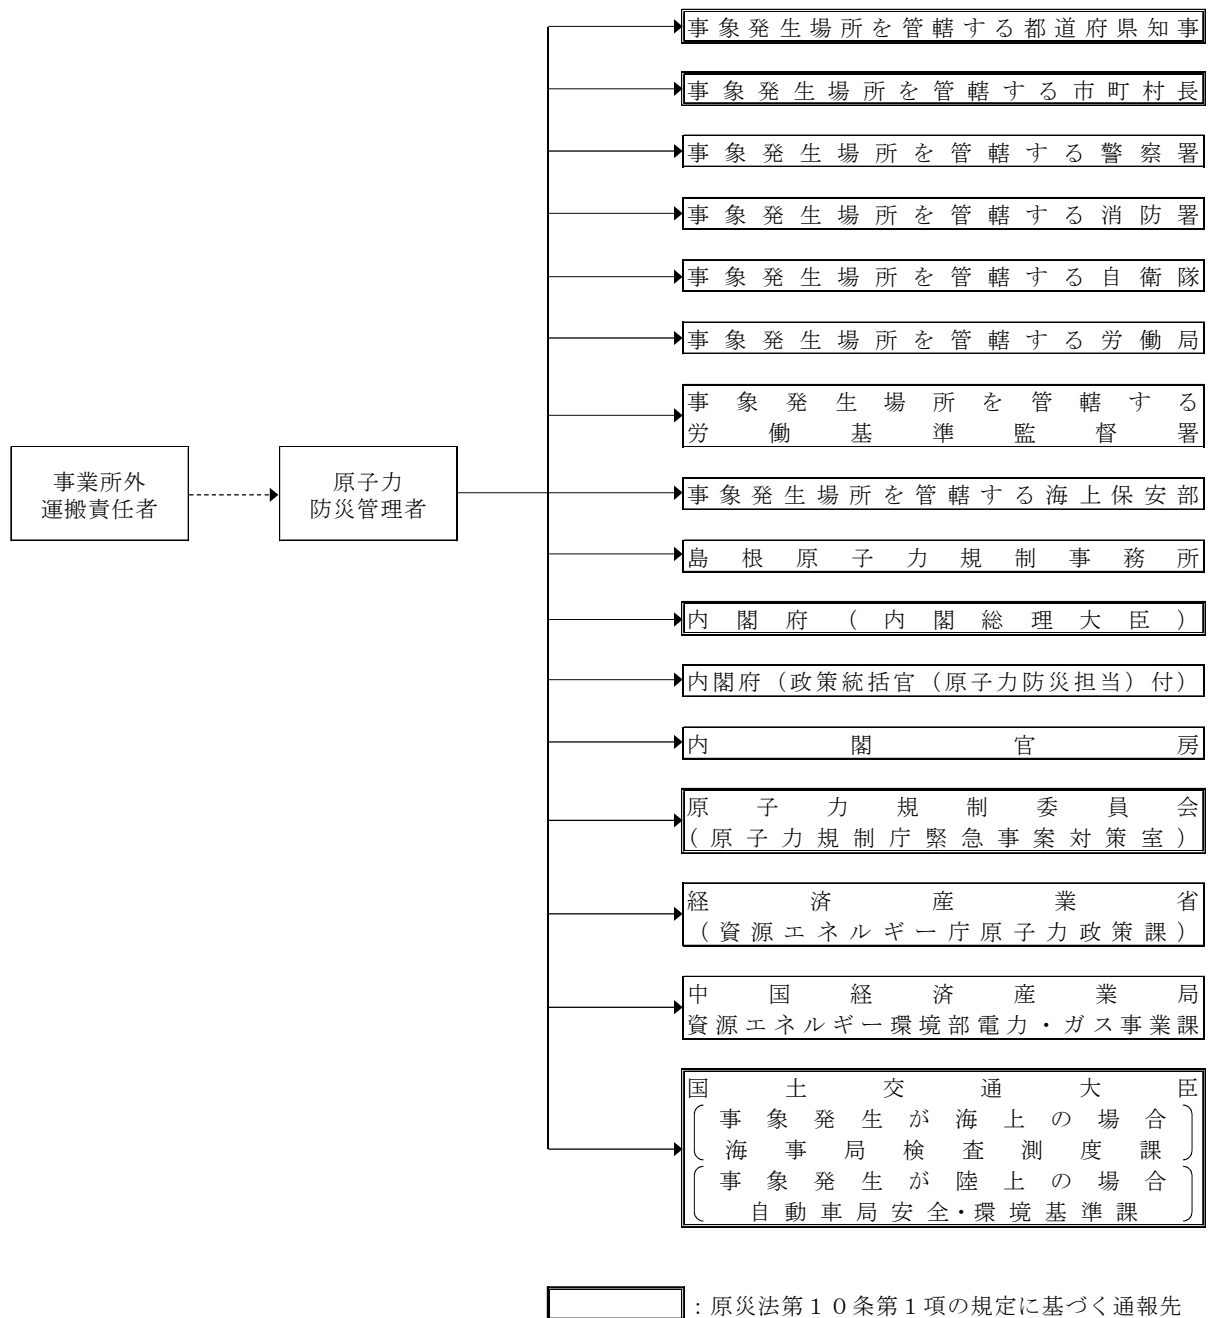 事象発生場所を管轄する都道府県知事
事象発生場所を管轄する市町村長
事象発生場所を管轄する警察署
事象発生場所を管轄する消防署
事象発生場所を管轄する自衛隊
事象発生場所を管轄する労働局
事象発生場所を管轄する
労働基準監督署
事業所外
運搬責任者
原子力
防災管理者
事象発生場所を管轄する海上保安部
島根原子力規制事務所
内閣府（内閣総理大臣）
内閣府（政策統括官（原子力防災担当）付）
内閣官房
原子力規制委員会
（原子力規制庁緊急事案対策室）
経済産業省
（資源エネルギー庁原子力政策課）
中国経済産業局
資源エネルギー環境部電力・ガス事業課
国土交通大臣
事象発生が海上の場合
海事局検査測度課
事象発生が陸上の場合
自動車局安全・環境基準課
：原災法第１０条第１項の規定に基づく通報先